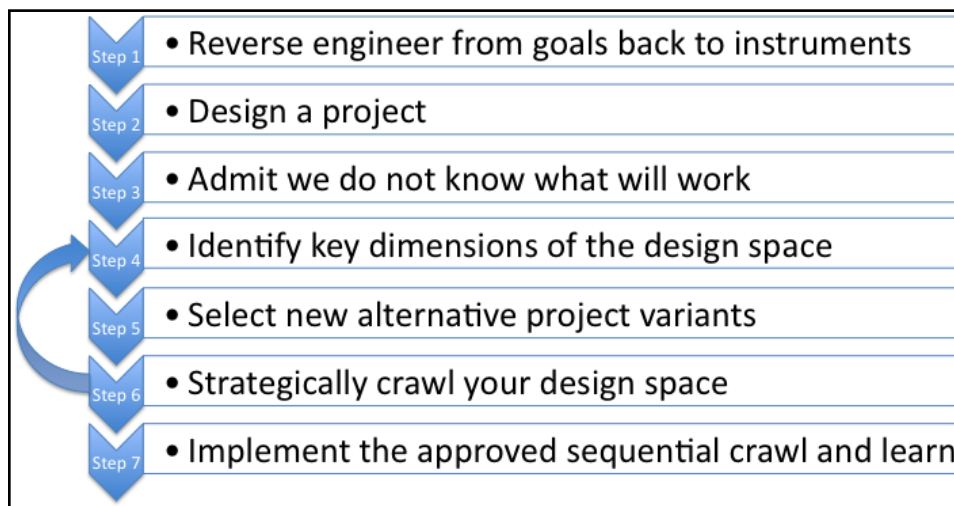 Step 1 • Reverse engineer from goals back to instruments
Step 2 • Design a project
Step 3 • Admit we do not know what will work
Step 4 • Identify key dimensions of the design space
Step 5 • Select new alternative project variants
Step 6 • Strategically crawl your design space
Step 7 • Implement the approved sequential crawl and learn